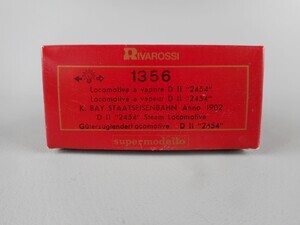 RIVAROSSI
1356
Locomotiva a vapore D II "2454"
Locomotive a vapeur D II "2454"
K. BAY STAATSEISENBAHN Anno 1902
D II "2454" Steam Locomotive
Güterzugtenderlocomotive D II "2454"
supermodello